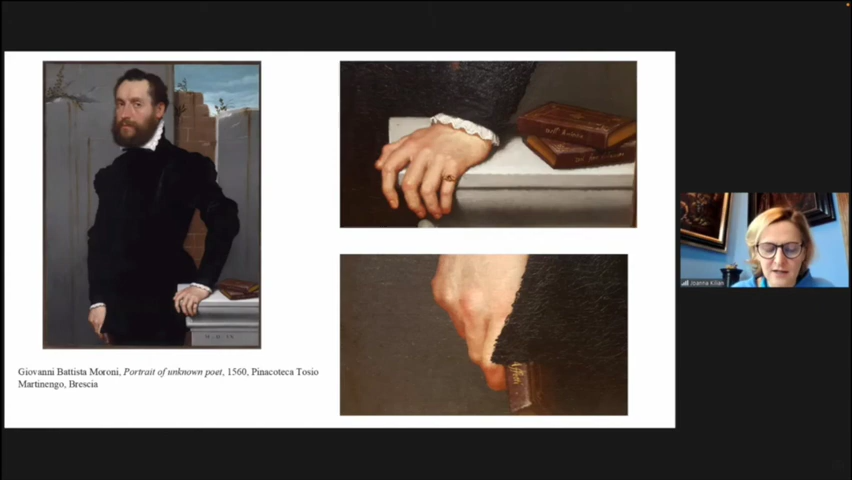 Giovanni Battista Moroni, Portrait of unknown poet, 1560, Pinacoteca Tosio
Martinengo, Brescia
Joanna Kilian